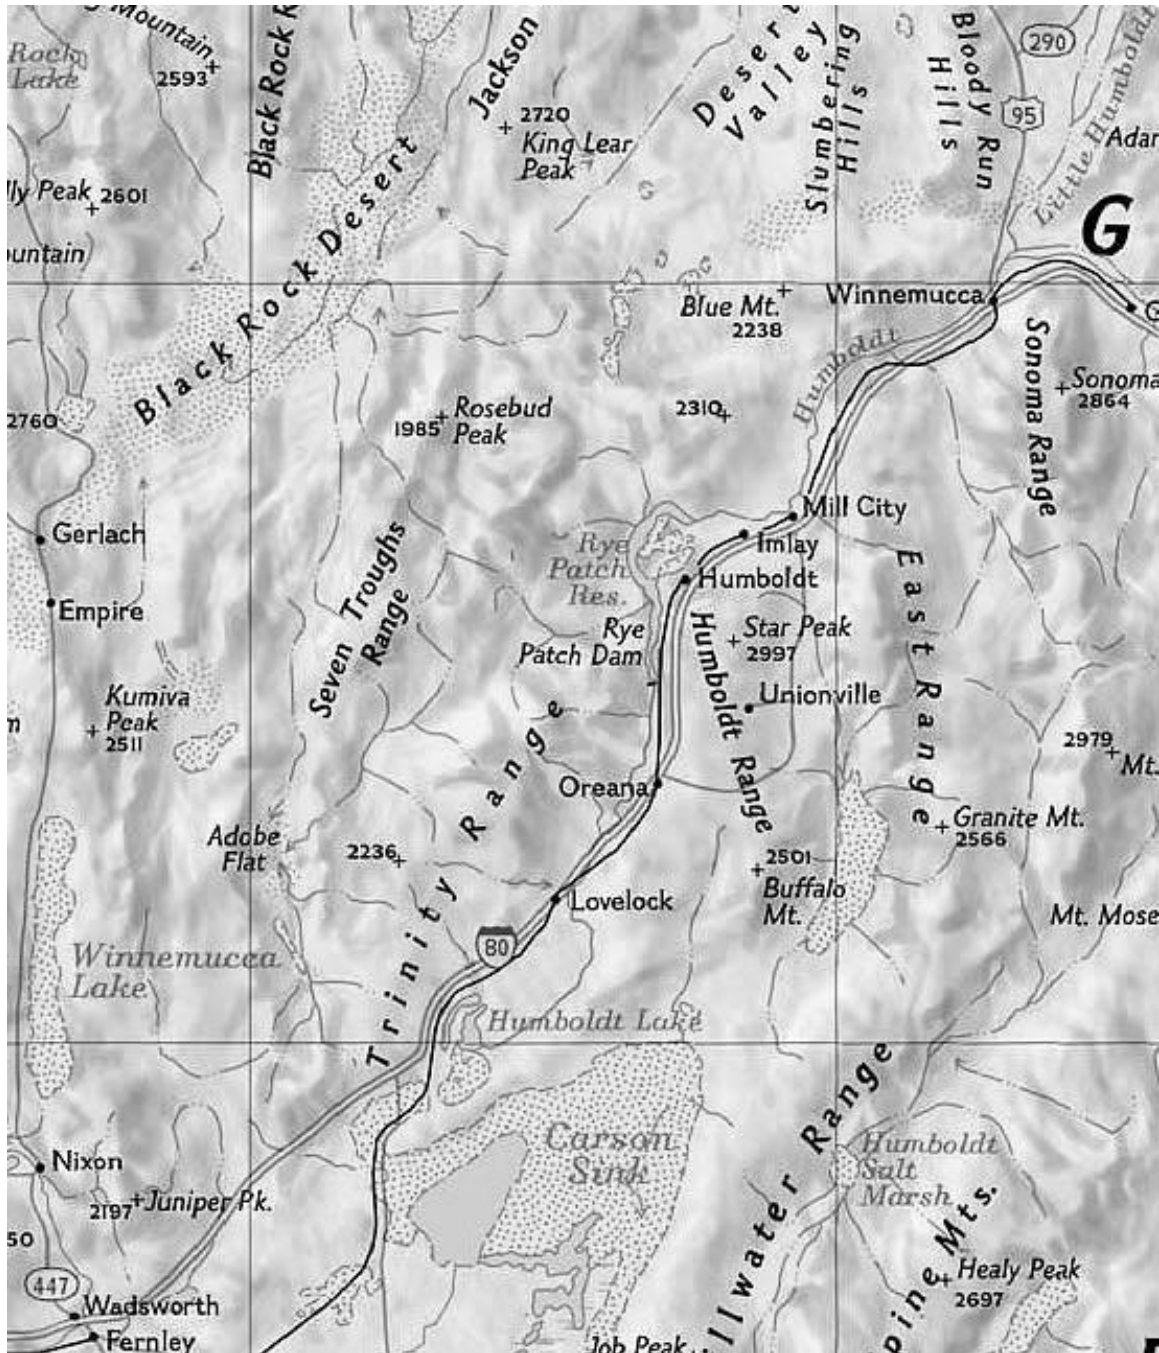 Mountain
2593
Rock
Lake
Black Rock R
Jackson
2720
King Lear
Peak
Desert
Valley
Slumbering
Hills
Bloody Run
Hills
290
95
Little Humboldt
Adar
lly Peak 2601
ountain
G
Black Rock Desert
Blue Mt.
2238
Winnemucca
G
Humboldt
Sonoma Range
Sonoma
2864
2760
1985
Rosebud
Peak
2310
Gerlach
Mill City
Imlay
Rye
Patch
Res.
Humboldt
Empire
Seven Troughs
Range
Rye
Patch Dam
Star Peak
2997
Humboldt Range
East Range
Unionville
Kumiva
Peak
2511
m
2979
Mt.
Oreana
Trinity Range
Adobe
Flat
2236
Granite Mt.
2566
2501
Buffalo
Mt.
Lovelock
Mt. Mose
80
Winnemucca
Lake
Humboldt Lake
Carson
Sink
Humboldt
Salt
Marsh
Nixon
2197
Juniper Pk.
50
447
Wadsworth
Fernley
llwater Range
pine Mts.
Healy Peak
2697
Job Peak